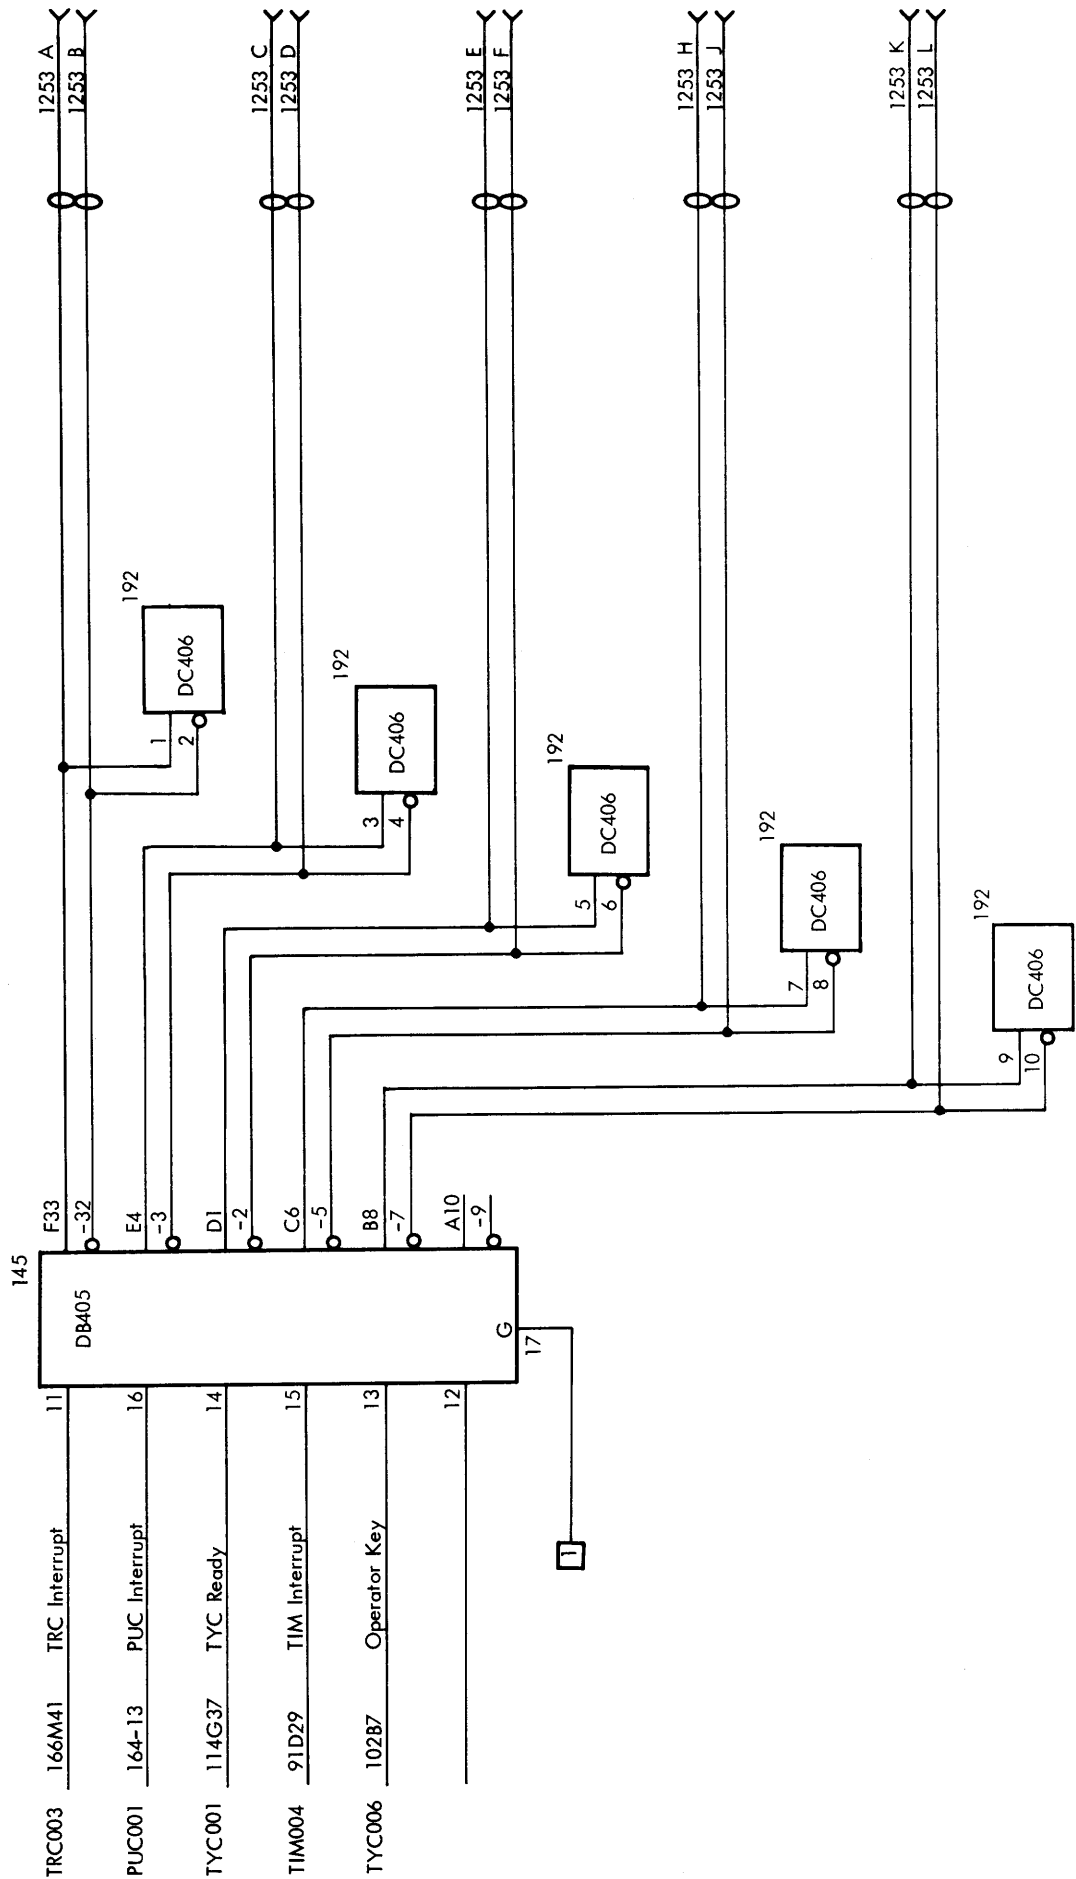 TRC003 166M41 TRC Interrupt 11
PUC001 164-13 PUC Interrupt 16
TYC001 114G37 TYC Ready 14
TIM004 91D29 TIM Interrupt 15
TYC006 102B7 Operator Key 13
12
1
17
G
145
DB405
F33
-32
E4
-3
D1
-2
C6
-5
B8
-7
A10
-9
1
2
DC406
192
3
4
DC406
192
5
6
DC406
192
7
8
DC406
192
9
10
DC406
192
1253 A
1253 B
1253 C
1253 D
1253 E
1253 F
1253 H
1253 J
1253 K
1253 L